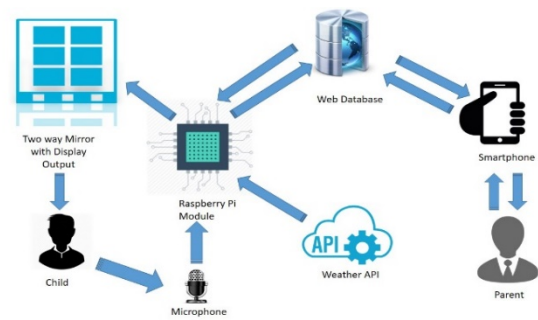 Web Database
Two way Mirror
with Display
Output
Smartphone
Raspberry Pi
Module
API
Weather API
Child
Microphone
Parent